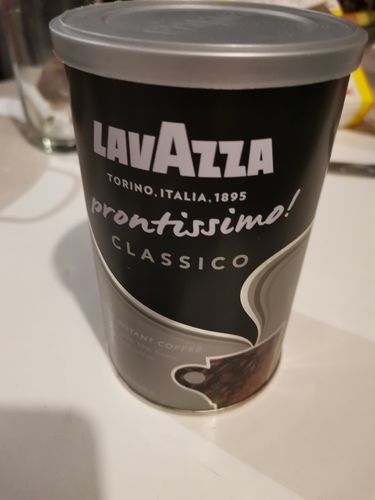 LAVAZZA
TORINO, ITALIA, 1895
prontissimo!
CLASSICO
INSTANT COFFEE